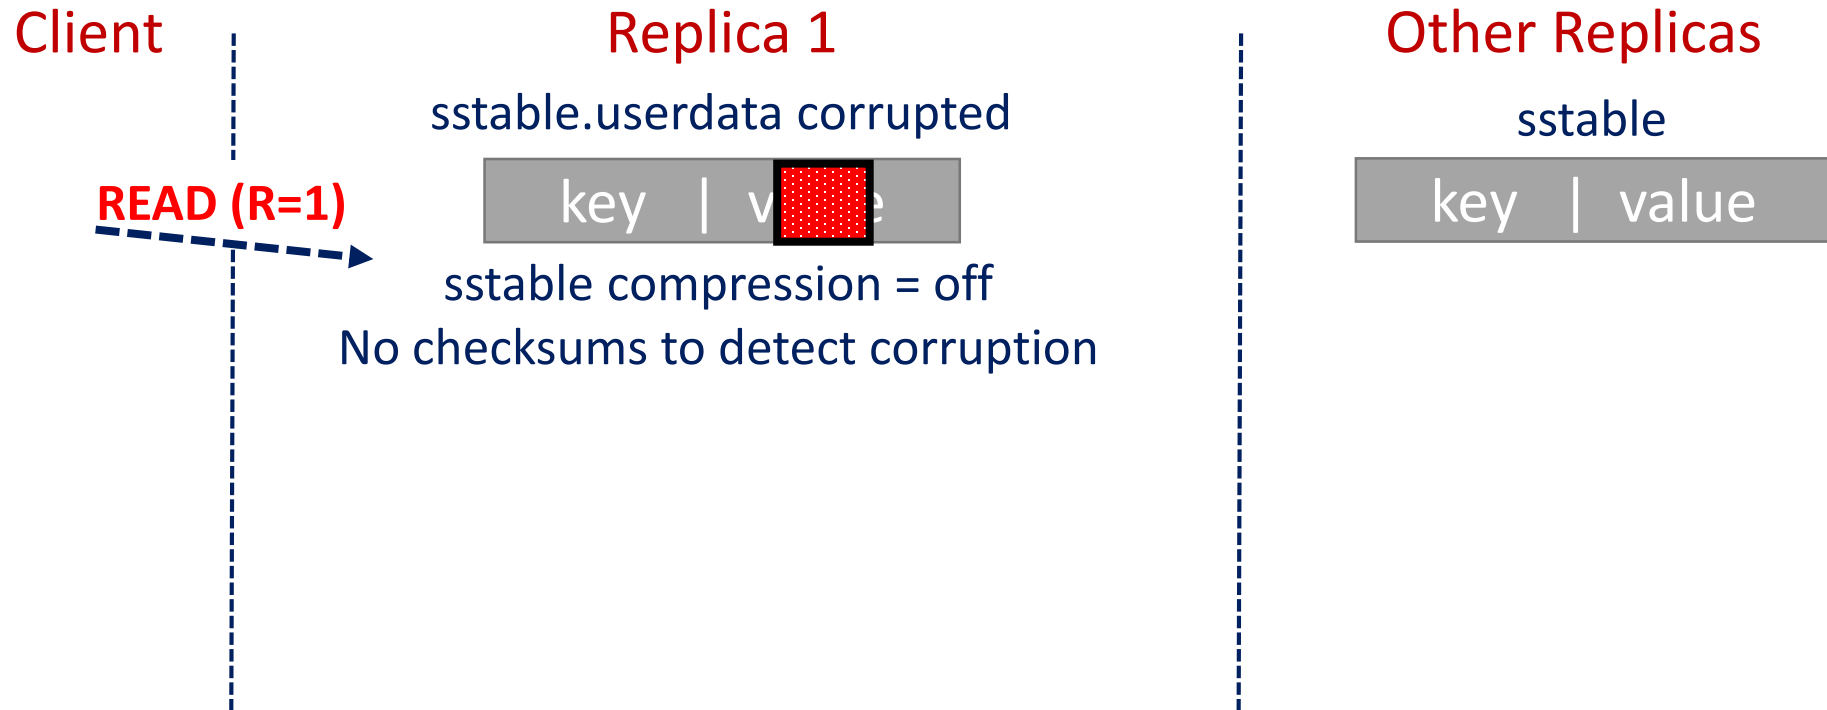 Client
READ (R=1)
Replica 1
sstable.userdata corrupted
key | v e
sstable compression = off
No checksums to detect corruption
Other Replicas
sstable
key | value